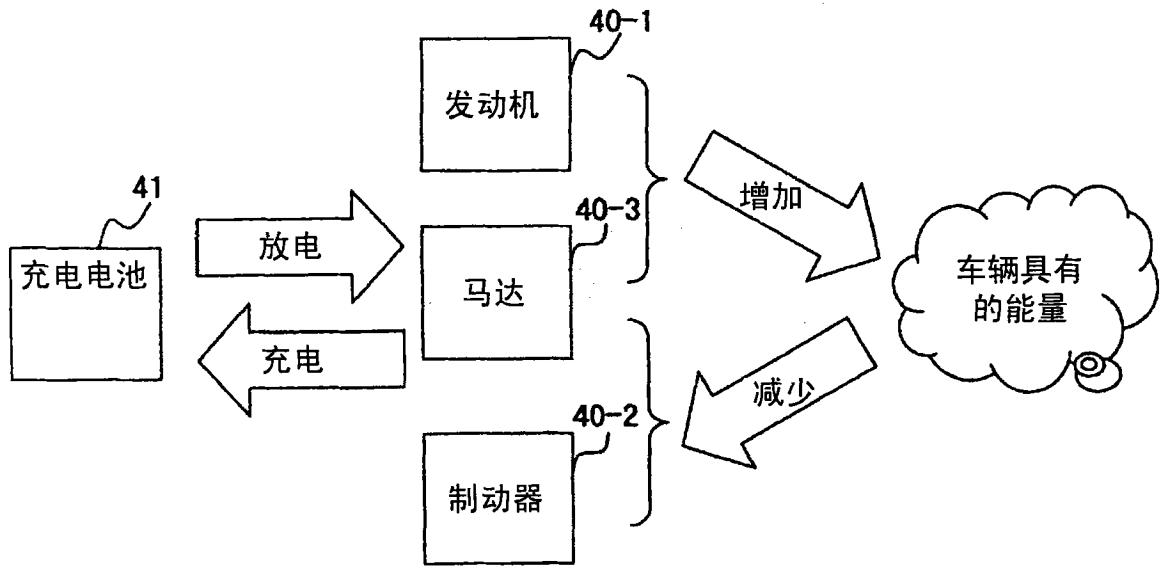 40-1
发动机
41
充电电池
放电
充电
40-3
马达
40-2
制动器
增加
减少
车辆具有
的能量